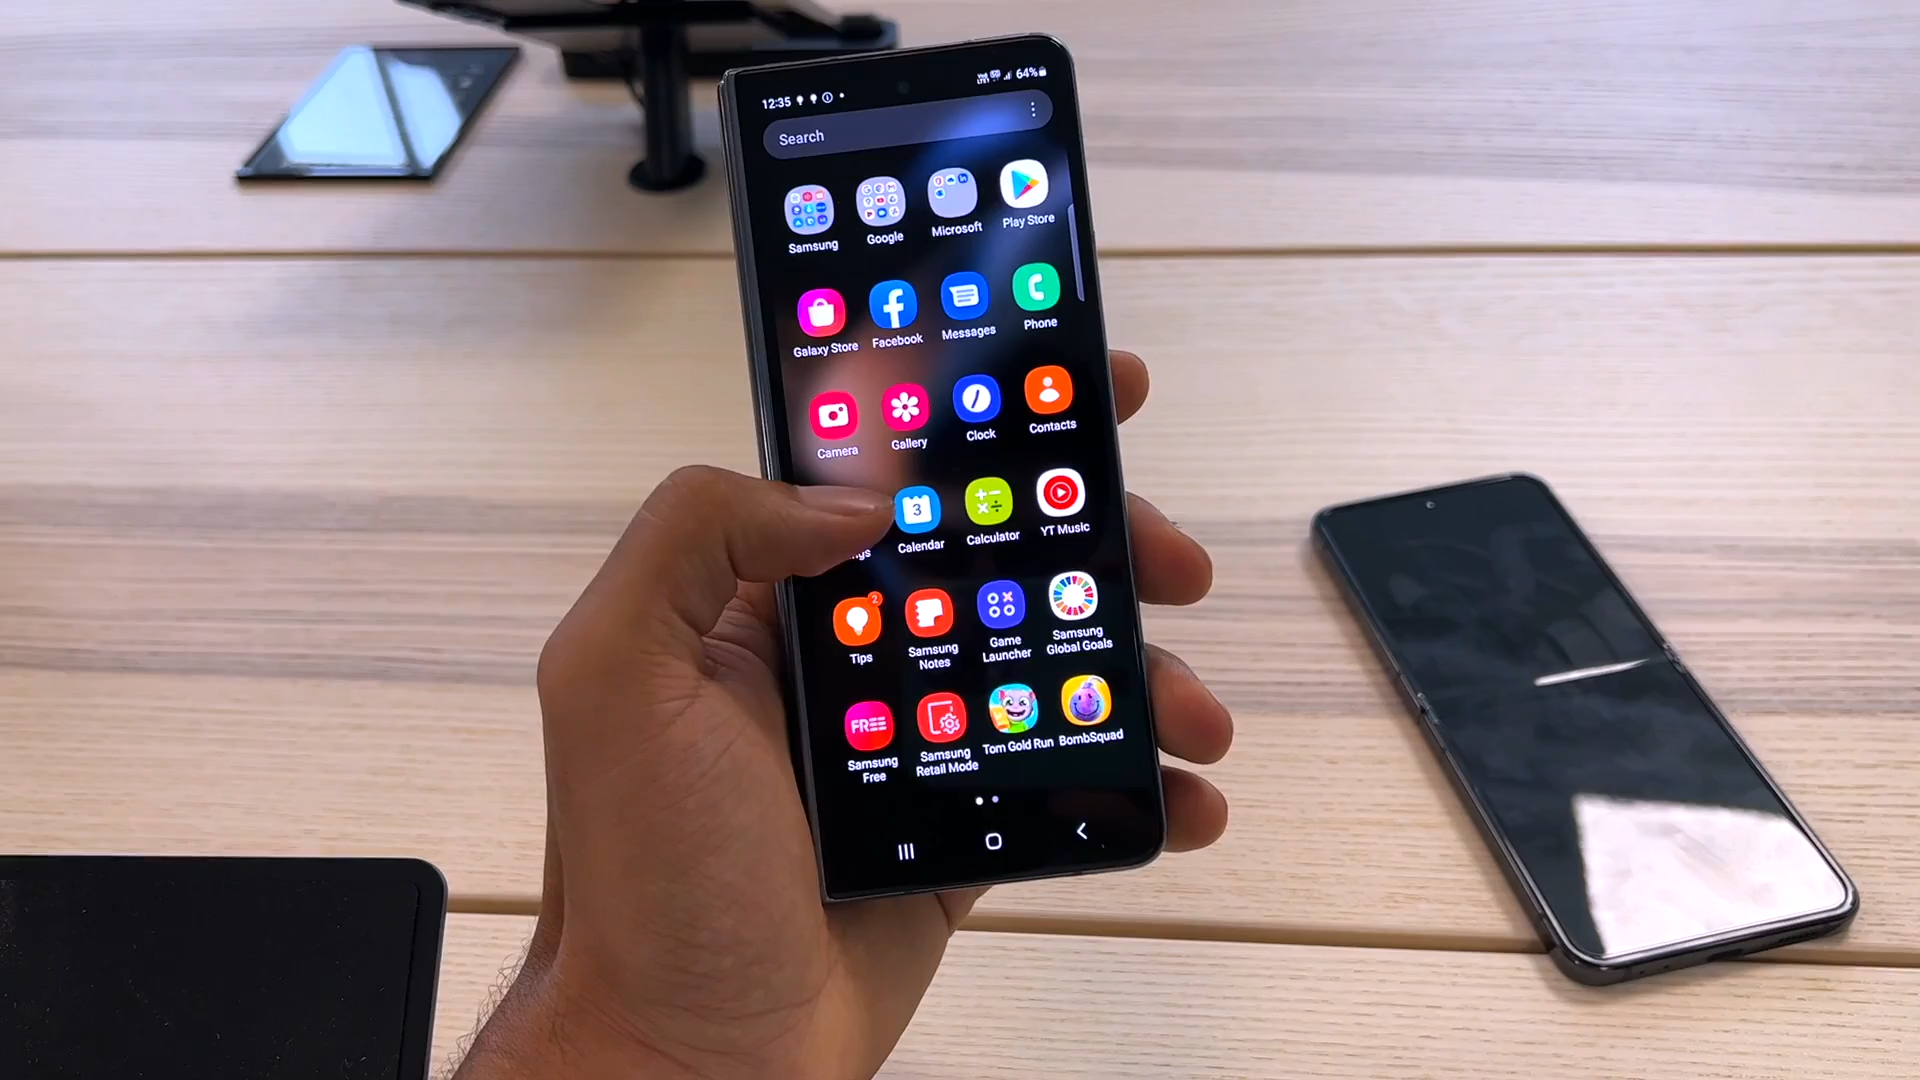 12:35
64%
Search
Samsung
Google
Microsoft
Play Store
Galaxy Store
Facebook
Messages
Phone
Camera
Gallery
Clock
Contacts
3
ngs
Calendar
Calculator
YT Music
2
Tips
Samsung
Notes
Game
Launcher
Samsung
Global Goals
FREE
Samsung
Free
Samsung
Retail Mode
Tom Gold Run
BombSquad